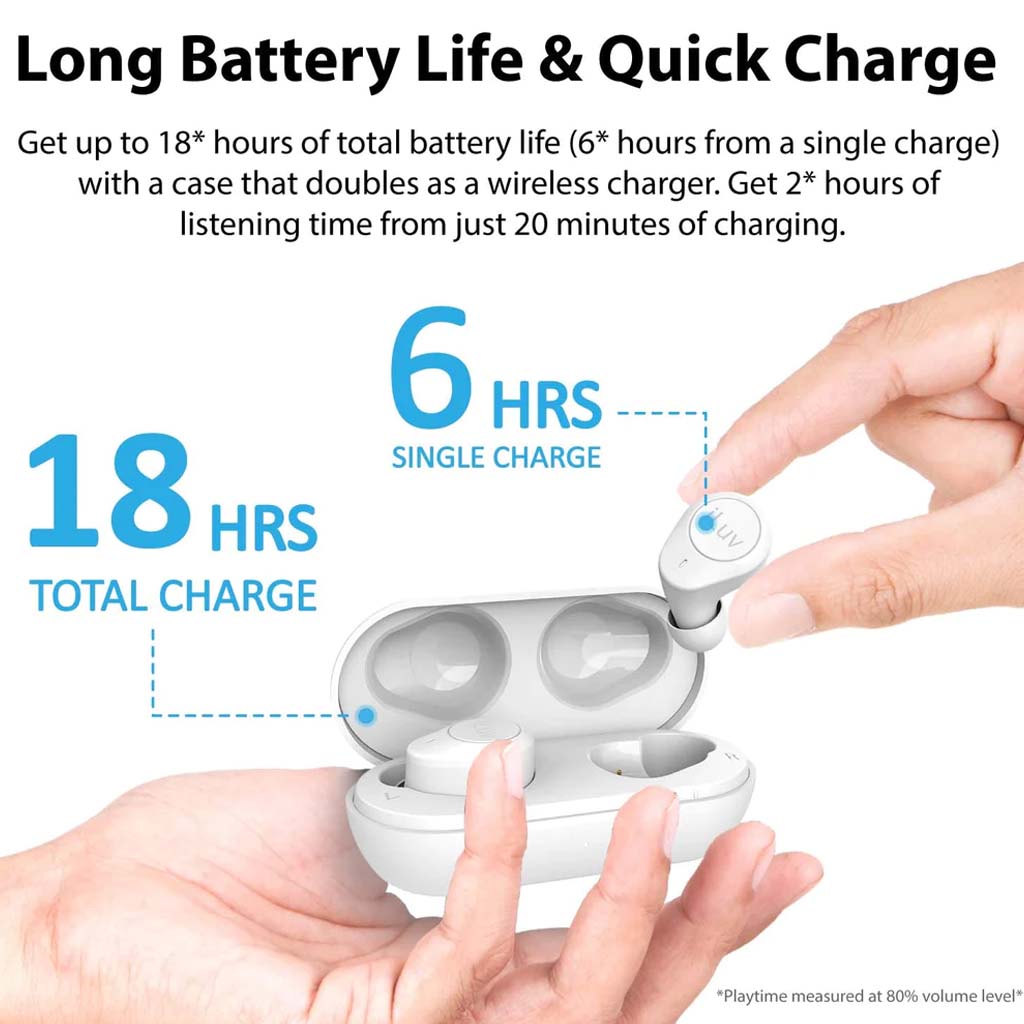 Long Battery Life & Quick Charge
Get up to 18* hours of total battery life (6* hours from a single charge)
with a case that doubles as a wireless charger. Get 2* hours of
listening time from just 20 minutes of charging.
6 HRS
SINGLE CHARGE
18 HRS
TOTAL CHARGE
iLuv
L
*Playtime measured at 80% volume level*